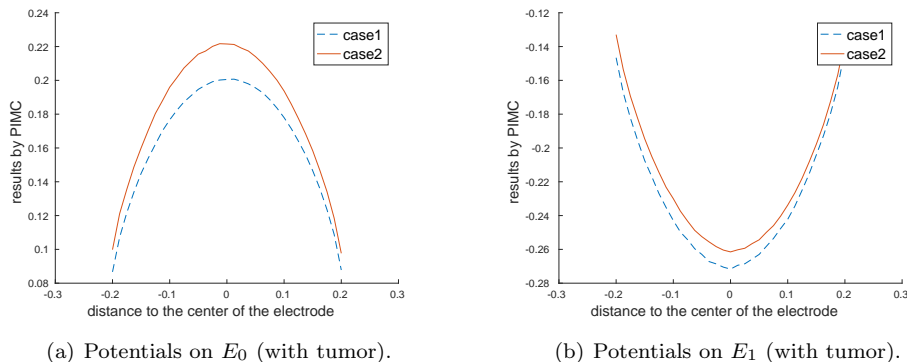 0.24
0.22
0.2
0.18
0.16
0.14
0.12
0.1
0.08
results by PIMC
-0.3 -0.2 -0.1 0 0.1 0.2 0.3
distance to the center of the electrode
case1
case2
(a) Potentials on E0 (with tumor).
-0.12
-0.14
-0.16
-0.18
-0.2
-0.22
-0.24
-0.26
-0.28
results by PIMC
-0.3 -0.2 -0.1 0 0.1 0.2 0.3
distance to the center of the electrode
case1
case2
(b) Potentials on E1 (with tumor).